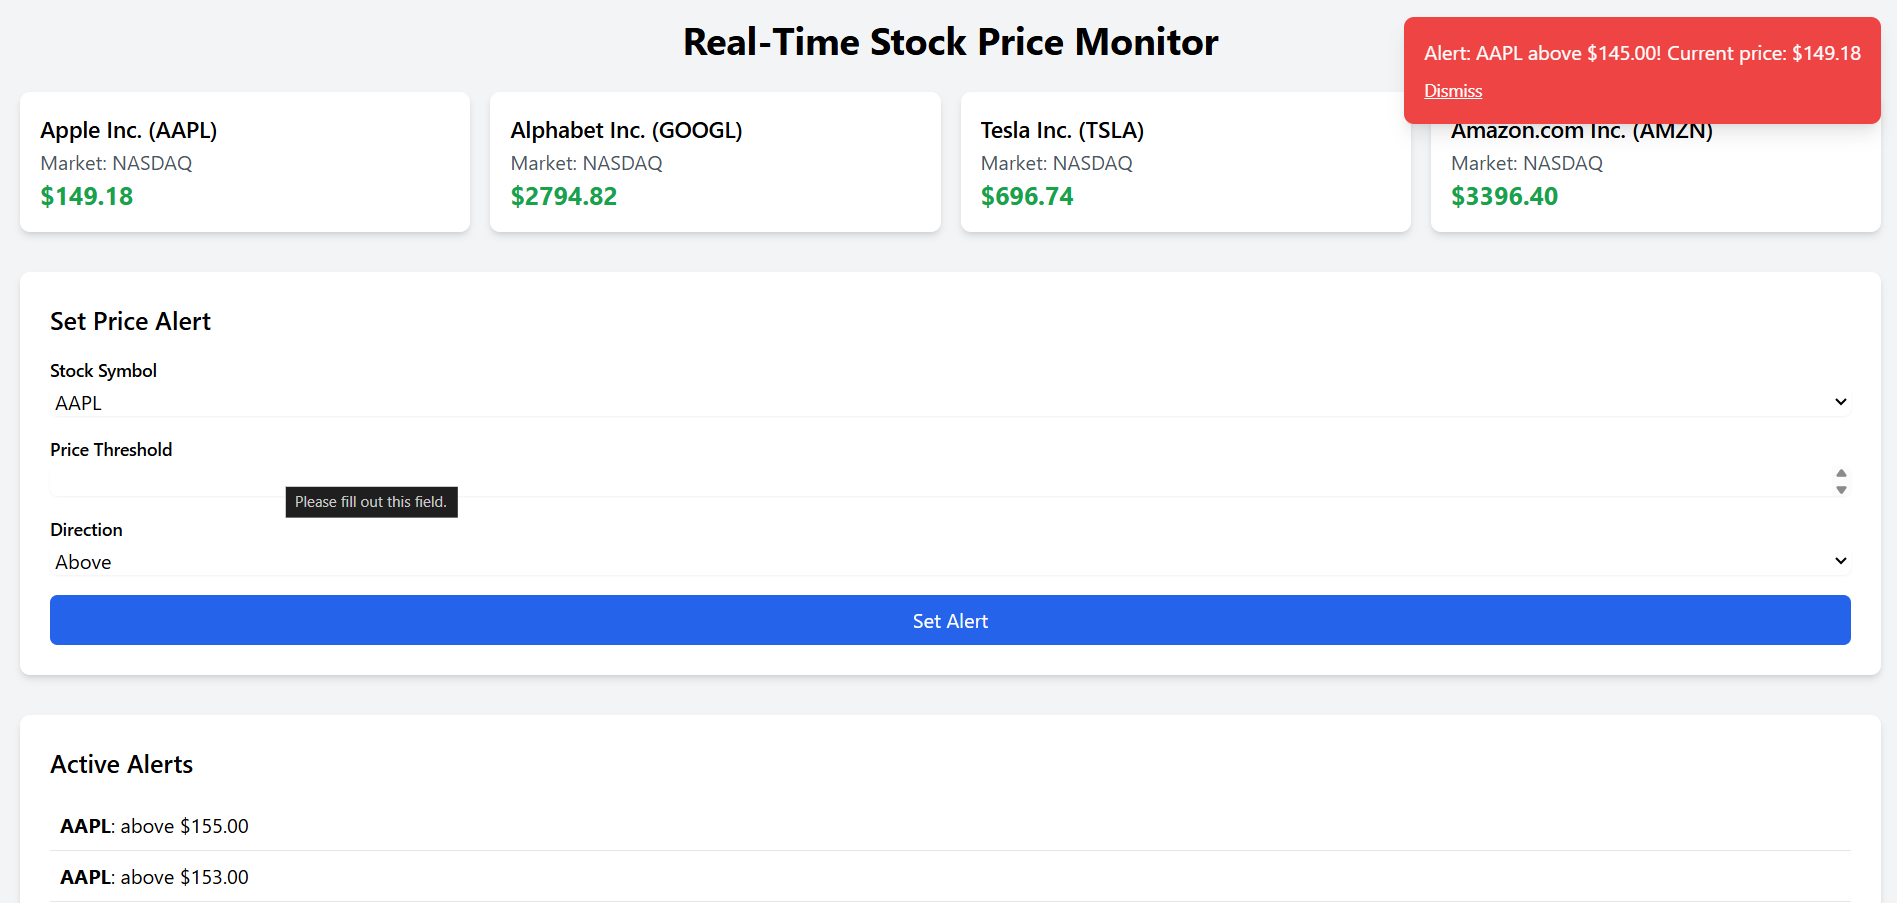 Real-Time Stock Price Monitor
Alert: AAPL above $145.00! Current price: $149.18
Dismiss
Apple Inc. (AAPL)
Market: NASDAQ
$149.18
Alphabet Inc. (GOOGL)
Market: NASDAQ
$2794.82
Tesla Inc. (TSLA)
Market: NASDAQ
$696.74
Amazon.com Inc. (AMZN)
Market: NASDAQ
$3396.40
Set Price Alert
Stock Symbol
AAPL
Price Threshold
Please fill out this field.
Direction
Above
Set Alert
Active Alerts
AAPL: above $155.00
AAPL: above $153.00